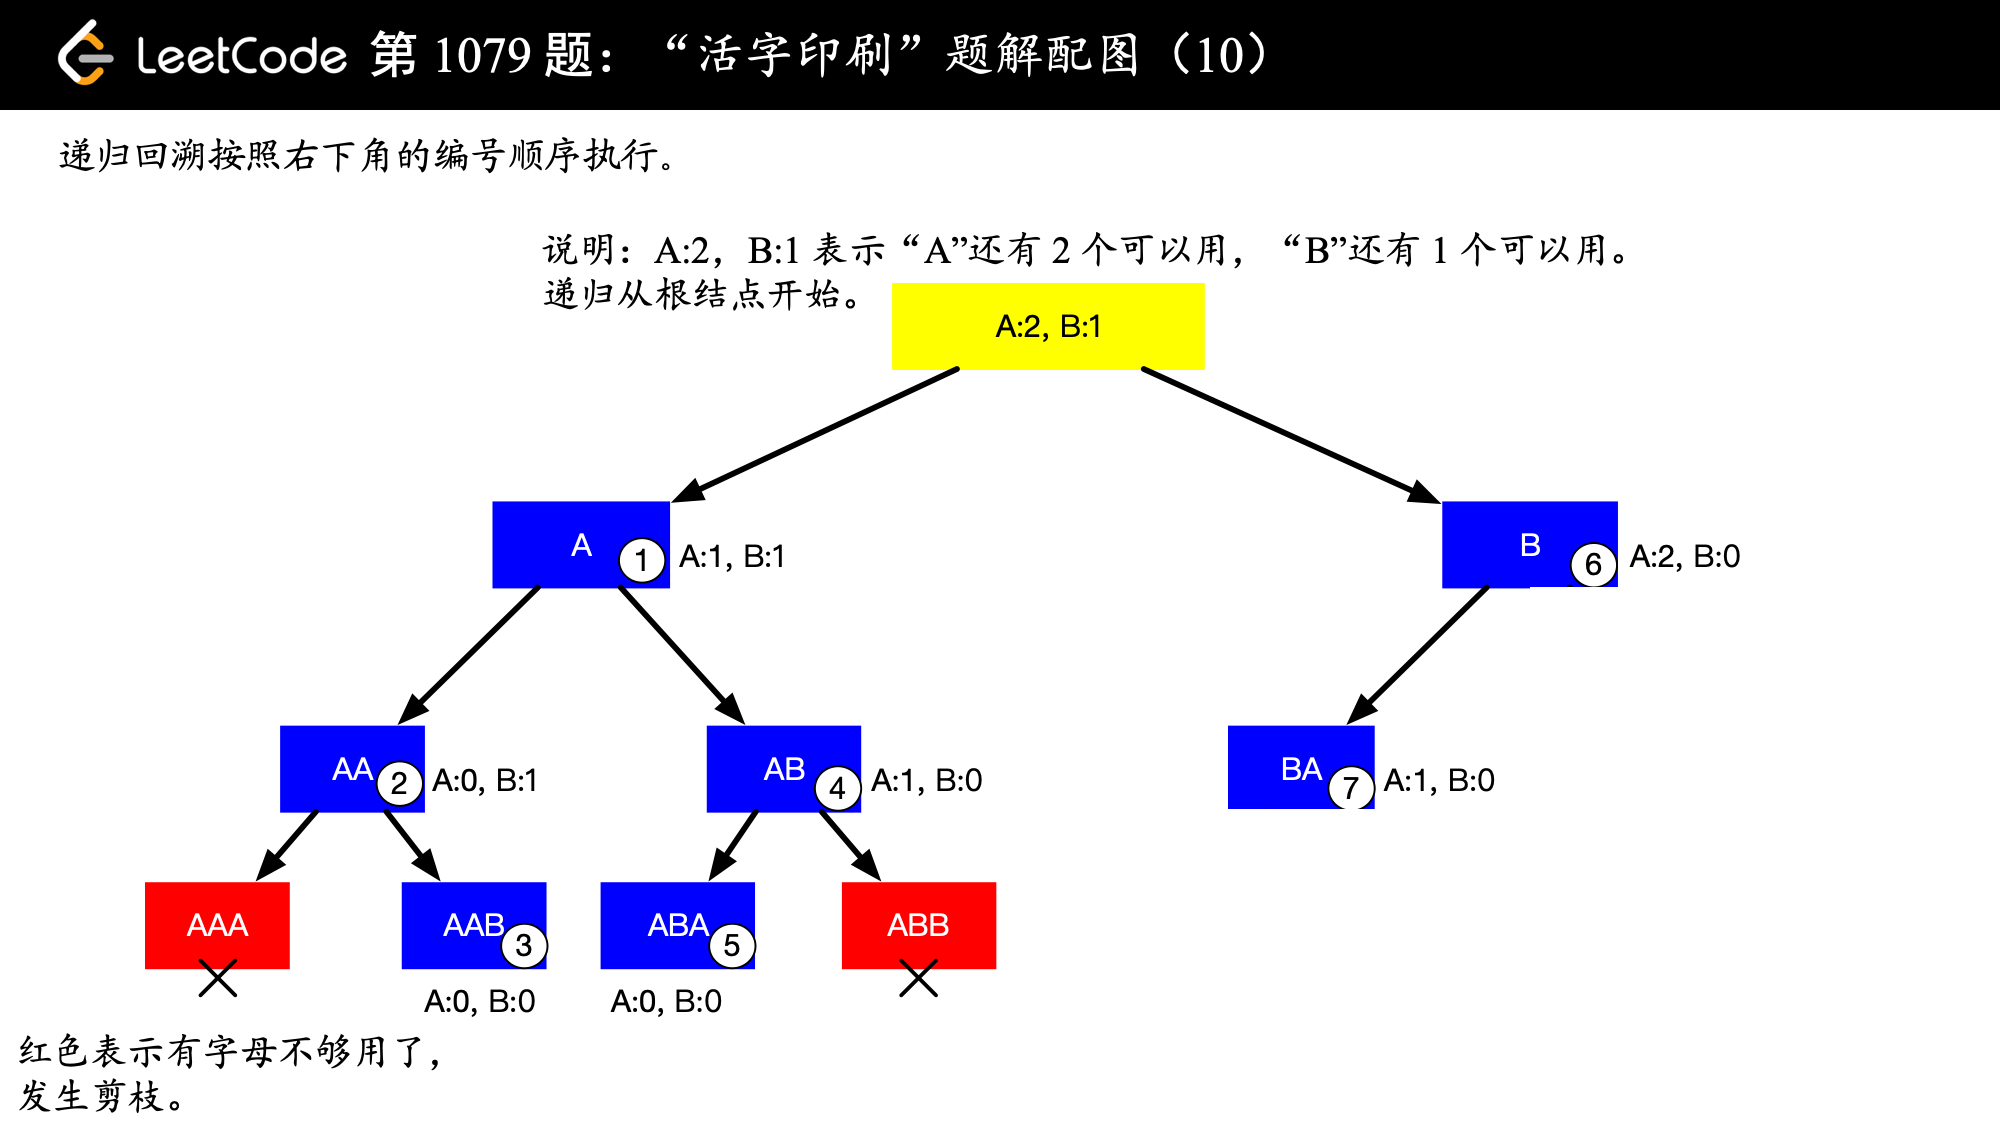 LeetCode 第 1079 题：“活字印刷”题解配图（10）
递归回溯按照右下角的编号顺序执行。
说明：A:2，B:1 表示“A”还有 2 个可以用，“B”还有 1 个可以用。
递归从根结点开始。
A:2, B:1
A
1
A:1, B:1
B
6
A:2, B:0
AA
2
A:0, B:1
AB
4
A:1, B:0
BA
7
A:1, B:0
AAA
AAB
3
ABA
5
ABB
A:0, B:0
A:0, B:0
红色表示有字母不够用了，
发生剪枝。